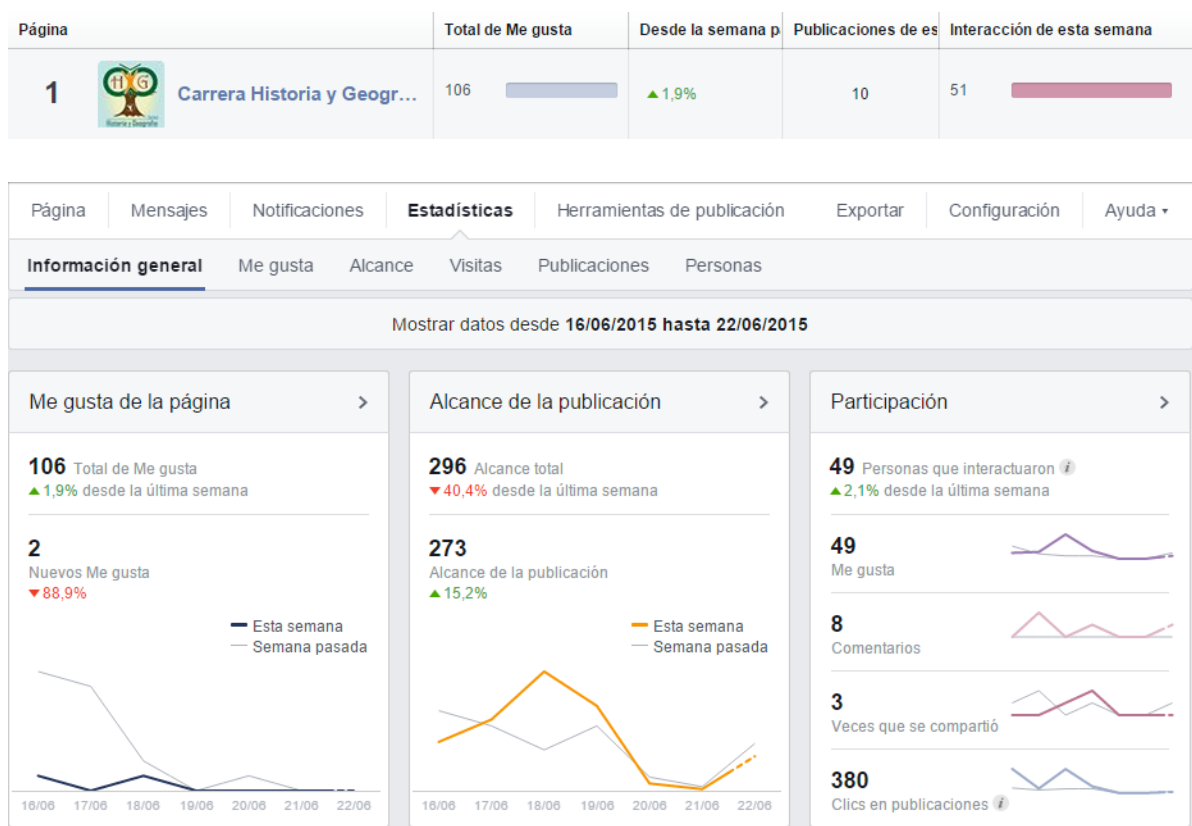 Página Total de Me gusta Desde la semana p Publicaciones de es Interacción de esta semana
1 HG Historia y Geografía Carrera Historia y Geogr... 106 1,9% 10 51
Página Mensajes Notificaciones Estadísticas Herramientas de publicación Exportar Configuración Ayuda
Información general Me gusta Alcance Visitas Publicaciones Personas
Mostrar datos desde 16/06/2015 hasta 22/06/2015
Me gusta de la página
106 Total de Me gusta
1,9% desde la última semana
2
Nuevos Me gusta
88,9%
Esta semana
Semana pasada
16/06 17/06 18/06 19/06 20/06 21/06 22/06
Alcance de la publicación
296 Alcance total
40,4% desde la última semana
273
Alcance de la publicación
15,2%
Esta semana
Semana pasada
16/06 17/06 18/06 19/06 20/06 21/06 22/06
Participación
49 Personas que interactuaron i
2,1% desde la última semana
49
Me gusta
8
Comentarios
3
Veces que se compartió
380
Clics en publicaciones i